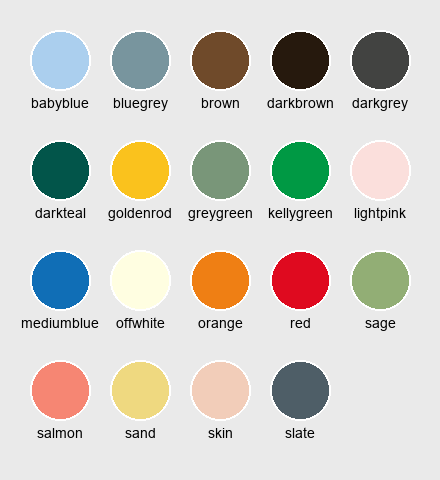 babyblue bluegrey brown darkbrown darkgrey
darkteal goldenrod greygreen kellygreen lightpink
mediumblue offwhite orange red sage
salmon sand skin slate